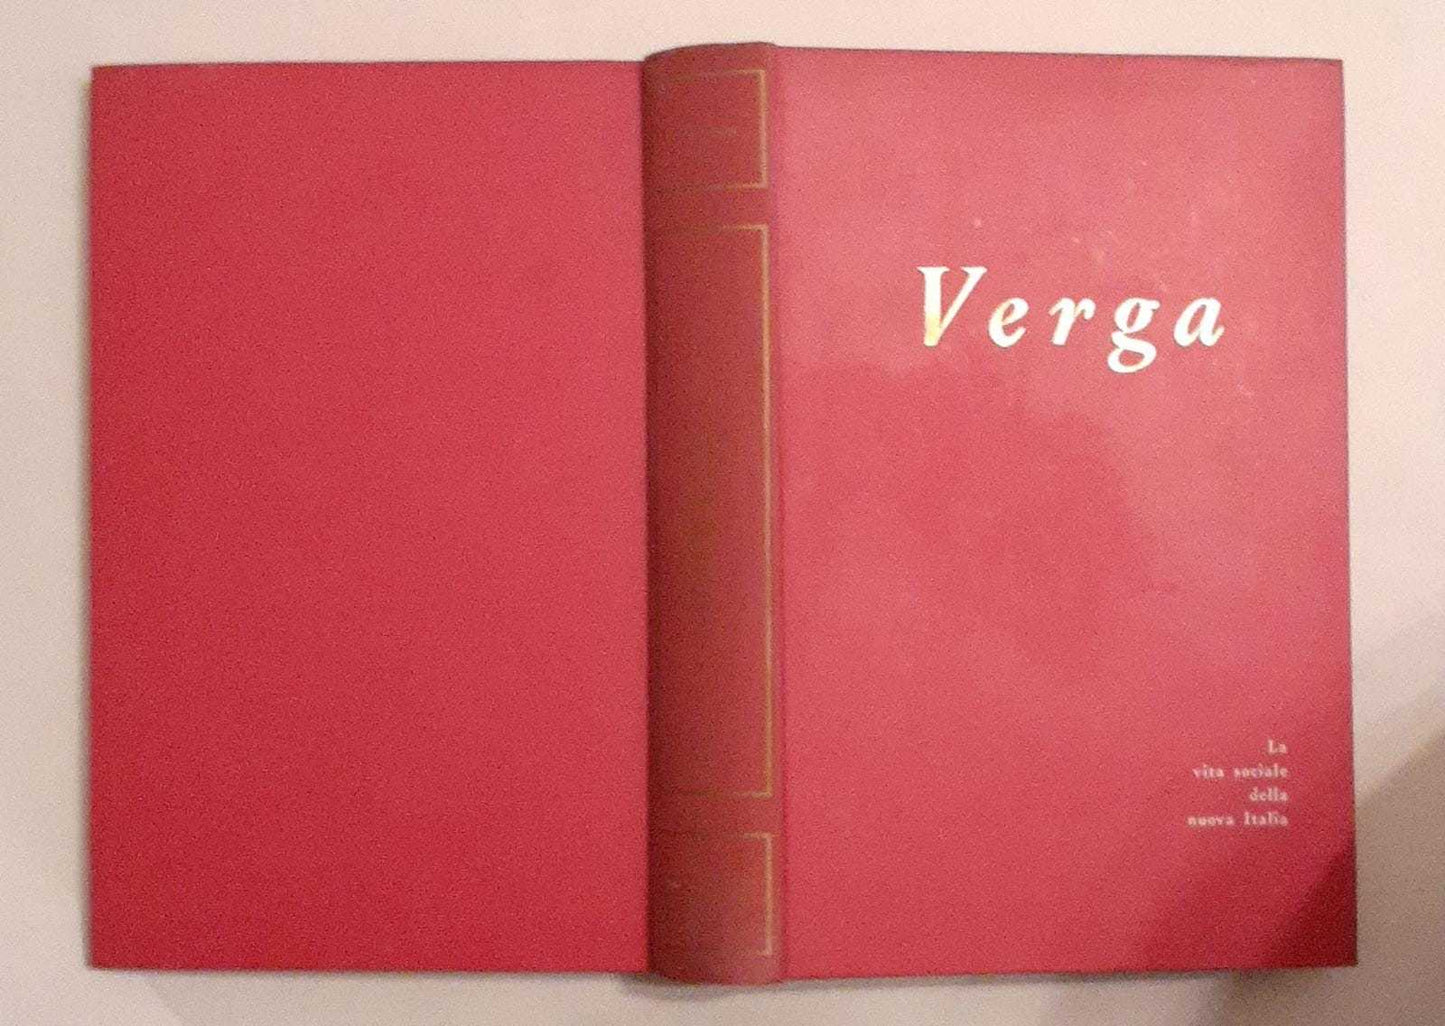 Verga
La
vita sociale
della
nuova Italia